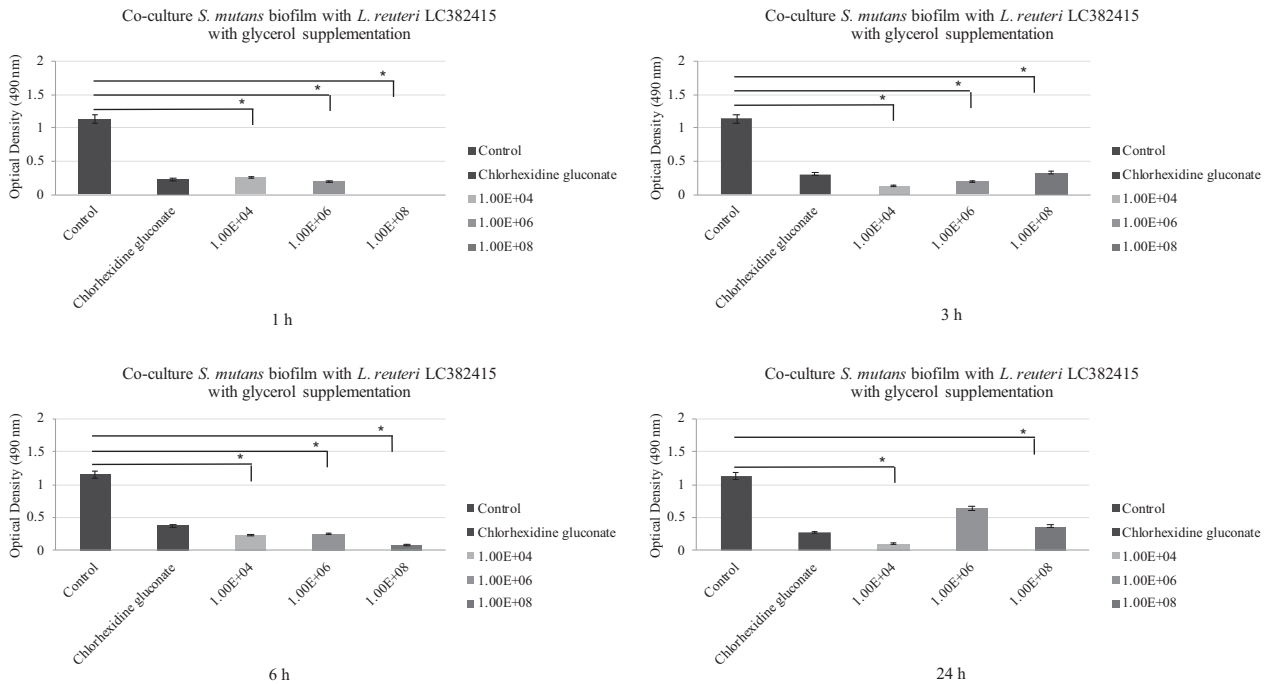 Co-culture S. mutans biofilm with L. reuteri LC382415
with glycerol supplementation
Optical Density (490 nm)
2
1.5
1
0.5
0
*
*
*
Control
Chlorhexidine gluconate
1.00E+04
1.00E+06
1.00E+08
Control
Chlorhexidine gluconate
1.00E+04
1.00E+06
1.00E+08
1 h
Co-culture S. mutans biofilm with L. reuteri LC382415
with glycerol supplementation
Optical Density (490 nm)
2
1.5
1
0.5
0
*
*
*
Control
Chlorhexidine gluconate
1.00E+04
1.00E+06
1.00E+08
Control
Chlorhexidine gluconate
1.00E+04
1.00E+06
1.00E+08
3 h
Co-culture S. mutans biofilm with L. reuteri LC382415
with glycerol supplementation
Optical Density (490 nm)
2
1.5
1
0.5
0
*
*
*
Control
Chlorhexidine gluconate
1.00E+04
1.00E+06
1.00E+08
Control
Chlorhexidine gluconate
1.00E+04
1.00E+06
1.00E+08
6 h
Co-culture S. mutans biofilm with L. reuteri LC382415
with glycerol supplementation
Optical Density (490 nm)
2
1.5
1
0.5
0
*
*
Control
Chlorhexidine gluconate
1.00E+04
1.00E+06
1.00E+08
Control
Chlorhexidine gluconate
1.00E+04
1.00E+06
1.00E+08
24 h